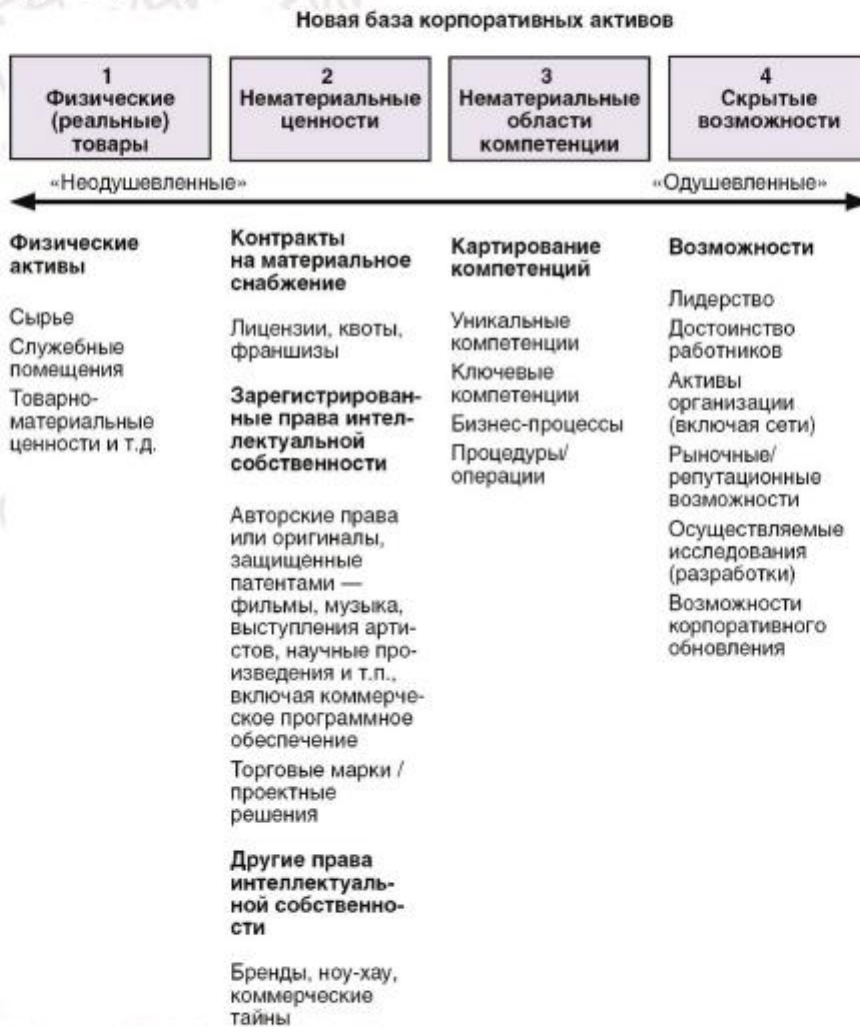 Новая база корпоративных активов
1
Физические
(реальные)
товары
2
Нематериальные
ценности
3
Нематериальные
области
компетенции
4
Скрытые
возможности
«Неодушевленные»
«Одушевленные»
Физические
активы
Сырье
Служебные
помещения
Товарно-
материальные
ценности и т.д.
Контракты
на материальное
снабжение
Лицензии, квоты,
франшизы
Зарегистрирован-
ные права интел-
лектуальной
собственности
Авторские права
или оригиналы,
защищенные
патентами —
фильмы, музыка,
выступления арти-
стов, научные про-
изведения и т.п.,
включая коммерче-
ское программное
обеспечение
Торговые марки /
проектные
решения
Другие права
интеллектуаль-
ной собственно-
сти
Бренды, ноу-хау,
коммерческие
тайны
Картирование
компетенций
Уникальные
компетенции
Ключевые
компетенции
Бизнес-процессы
Процедуры/
операции
Возможности
Лидерство
Достоинство
работников
Активы
организации
(включая сети)
Рыночные/
репутационные
возможности
Осуществляемые
исследования
(разработки)
Возможности
корпоративного
обновления